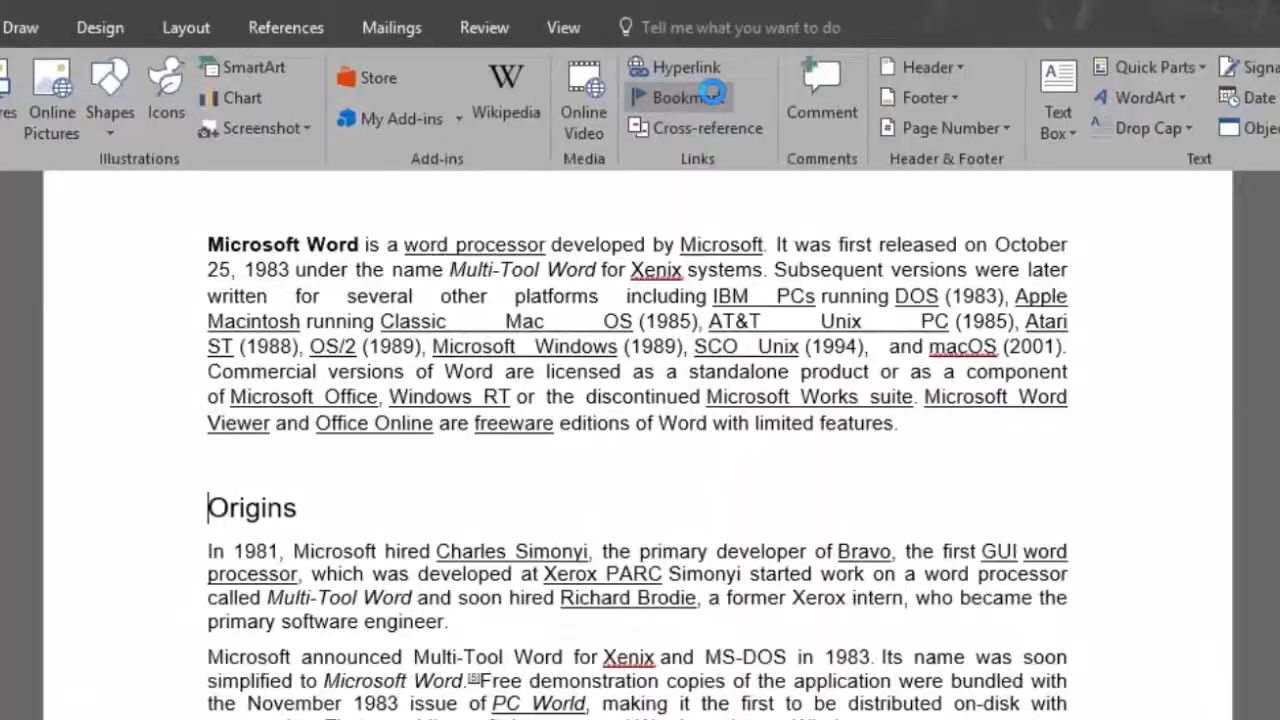 Draw Design Layout References Mailings Review View Tell me what you want to do
SmartArt
Chart
Screenshot
Online Pictures
Shapes
Icons
Illustrations
Store
My Add-ins
Wikipedia
Add-ins
Online Video
Media
Hyperlink
Cross-reference
Links
Comment
Comments
Header
Footer
Page Number
Header & Footer
Text Box
Quick Parts
WordArt
Drop Cap
Date
Text
Microsoft Word is a word processor developed by Microsoft. It was first released on October
25, 1983 under the name Multi-Tool Word for Xenix systems. Subsequent versions were later
written for several other platforms including IBM PCs running DOS (1983), Apple
Macintosh running Classic Mac OS (1985), AT&T Unix PC (1985), Atari
ST (1988), OS/2 (1989), Microsoft Windows (1989), SCO Unix (1994), and macOS (2001).
Commercial versions of Word are licensed as a standalone product or as a component
of Microsoft Office, Windows RT or the discontinued Microsoft Works suite. Microsoft Word
Viewer and Office Online are freeware editions of Word with limited features.
Origins
In 1981, Microsoft hired Charles Simonyi, the primary developer of Bravo, the first GUI word
processor, which was developed at Xerox PARC Simonyi started work on a word processor
called Multi-Tool Word and soon hired Richard Brodie, a former Xerox intern, who became the
primary software engineer.
Microsoft announced Multi-Tool Word for Xenix and MS-DOS in 1983. Its name was soon
simplified to Microsoft Word.[5]Free demonstration copies of the application were bundled with
the November 1983 issue of PC World, making it the first to be distributed on-disk with